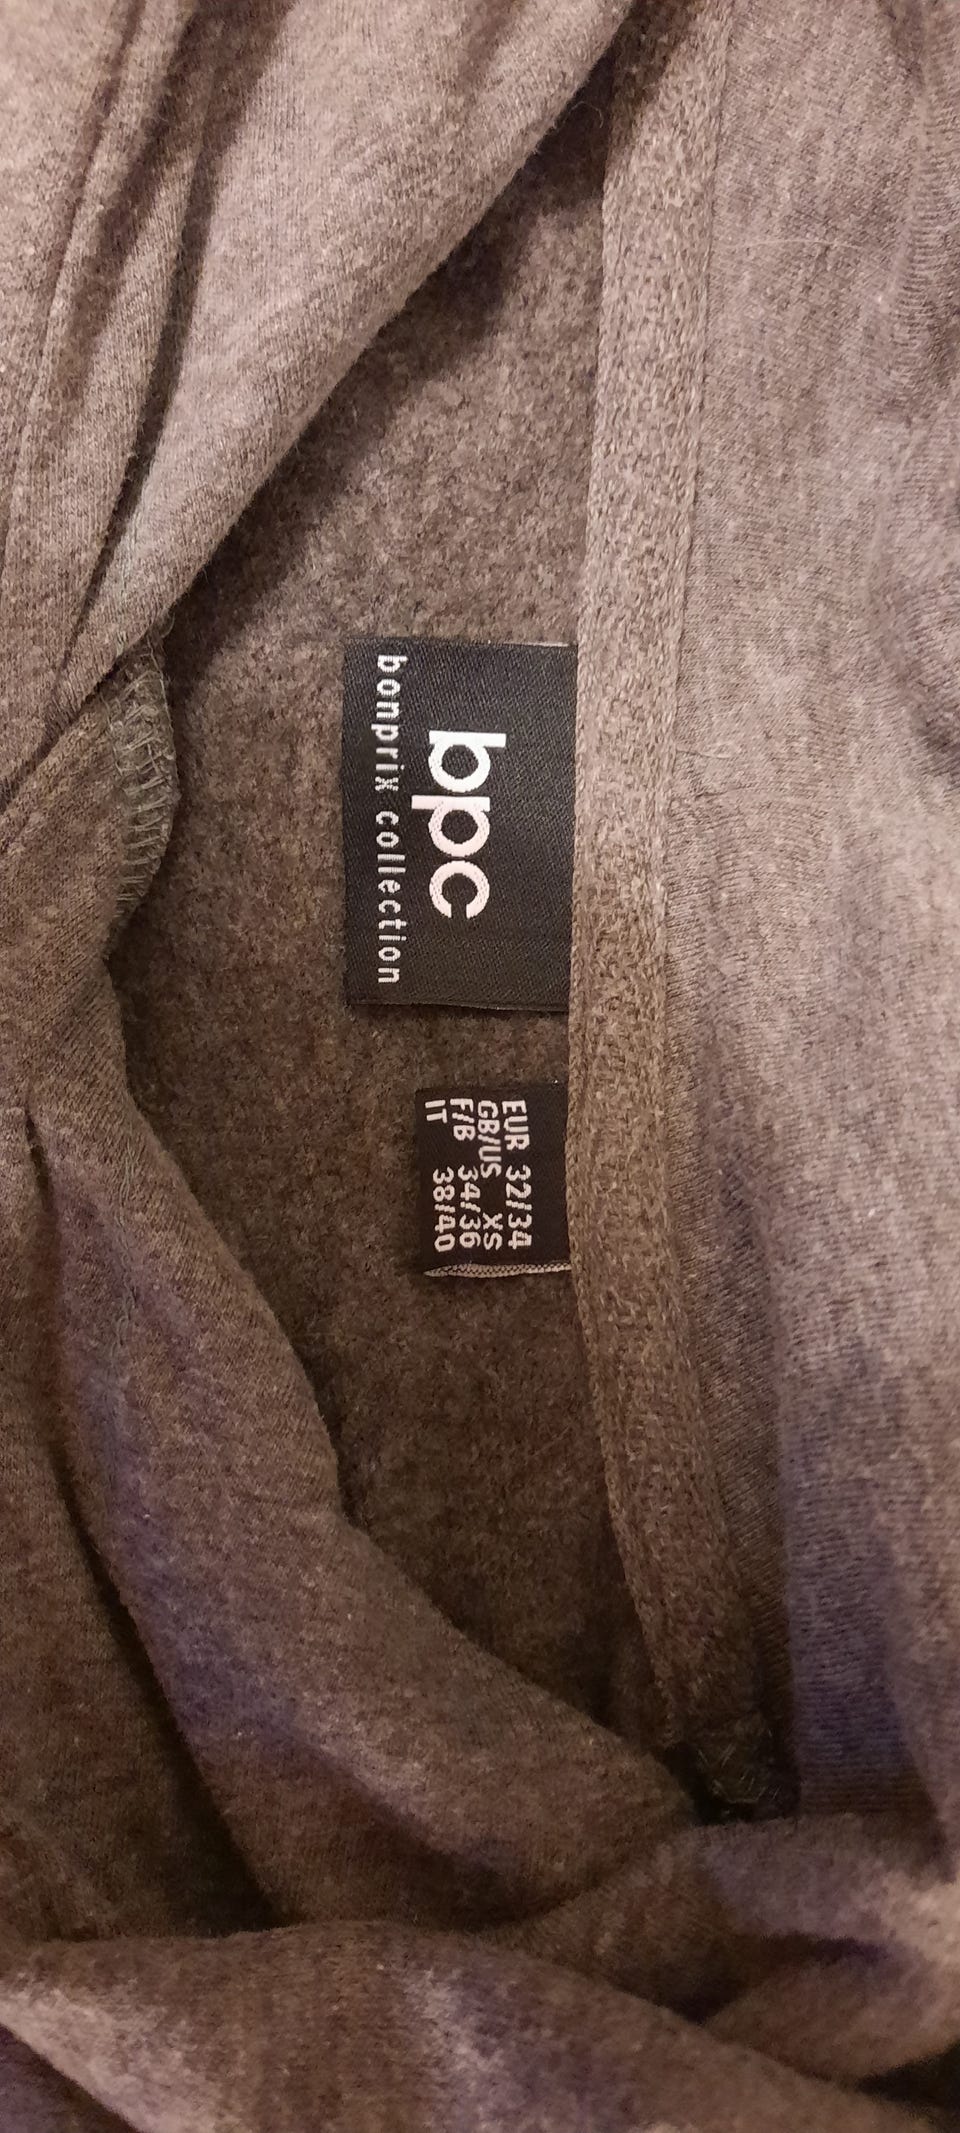 bpc
bonprix collection
EUR 32/34
GB/US XS
F/B 34/36
IT 38/40